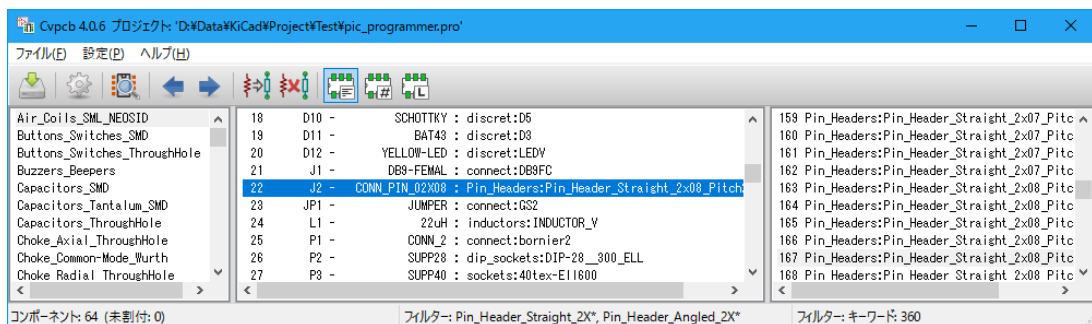 Cvpcb 4.0.6 プロジェクト: 'D:¥Data¥KiCad¥Project¥Test¥pic_programmer.pro'
ファイル(F) 設定(P) ヘルプ(H)
Air_Coils_SML_NEOSID
Buttons_Switches_SMD
Buttons_Switches_ThroughHole
Buzzers_Beepers
Capacitors_SMD
Capacitors_Tantalum_SMD
Capacitors_ThroughHole
Choke_Axial_ThroughHole
Choke_Common-Mode_Wurth
Choke_Radial_ThroughHole
18 D10 - SCHOTTKY : discret:D5
19 D11 - BAT43 : discret:D3
20 D12 - YELLOW-LED : discret:LEDV
21 J1 - DB9-FEMAL : connect:DB9FC
22 J2 - CONN_PIN_02X08 : Pin_Headers:Pin_Header_Straight_2x08_Pitch
23 JP1 - JUMPER : connect:GS2
24 L1 - 22uH : inductors:INDUCTOR_V
25 P1 - CONN_2 : connect:bornier2
26 P2 - SUPP28 : dip_sockets:DIP-28__300_ELL
27 P3 - SUPP40 : sockets:40tex-Ell600
159 Pin_Headers:Pin_Header_Straight_2x07_Pitc
160 Pin_Headers:Pin_Header_Straight_2x07_Pitc
161 Pin_Headers:Pin_Header_Straight_2x07_Pitc
162 Pin_Headers:Pin_Header_Straight_2x07_Pitc
163 Pin_Headers:Pin_Header_Straight_2x08_Pitc
164 Pin_Headers:Pin_Header_Straight_2x08_Pitc
165 Pin_Headers:Pin_Header_Straight_2x08_Pitc
166 Pin_Headers:Pin_Header_Straight_2x08_Pitc
167 Pin_Headers:Pin_Header_Straight_2x08_Pitc
168 Pin_Headers:Pin_Header_Straight_2x08_Pitc
コンポーネント: 64 (未割付: 0)
フィルター: Pin_Header_Straight_2X*, Pin_Header_Angled_2X*
フィルター: キーワード: 360